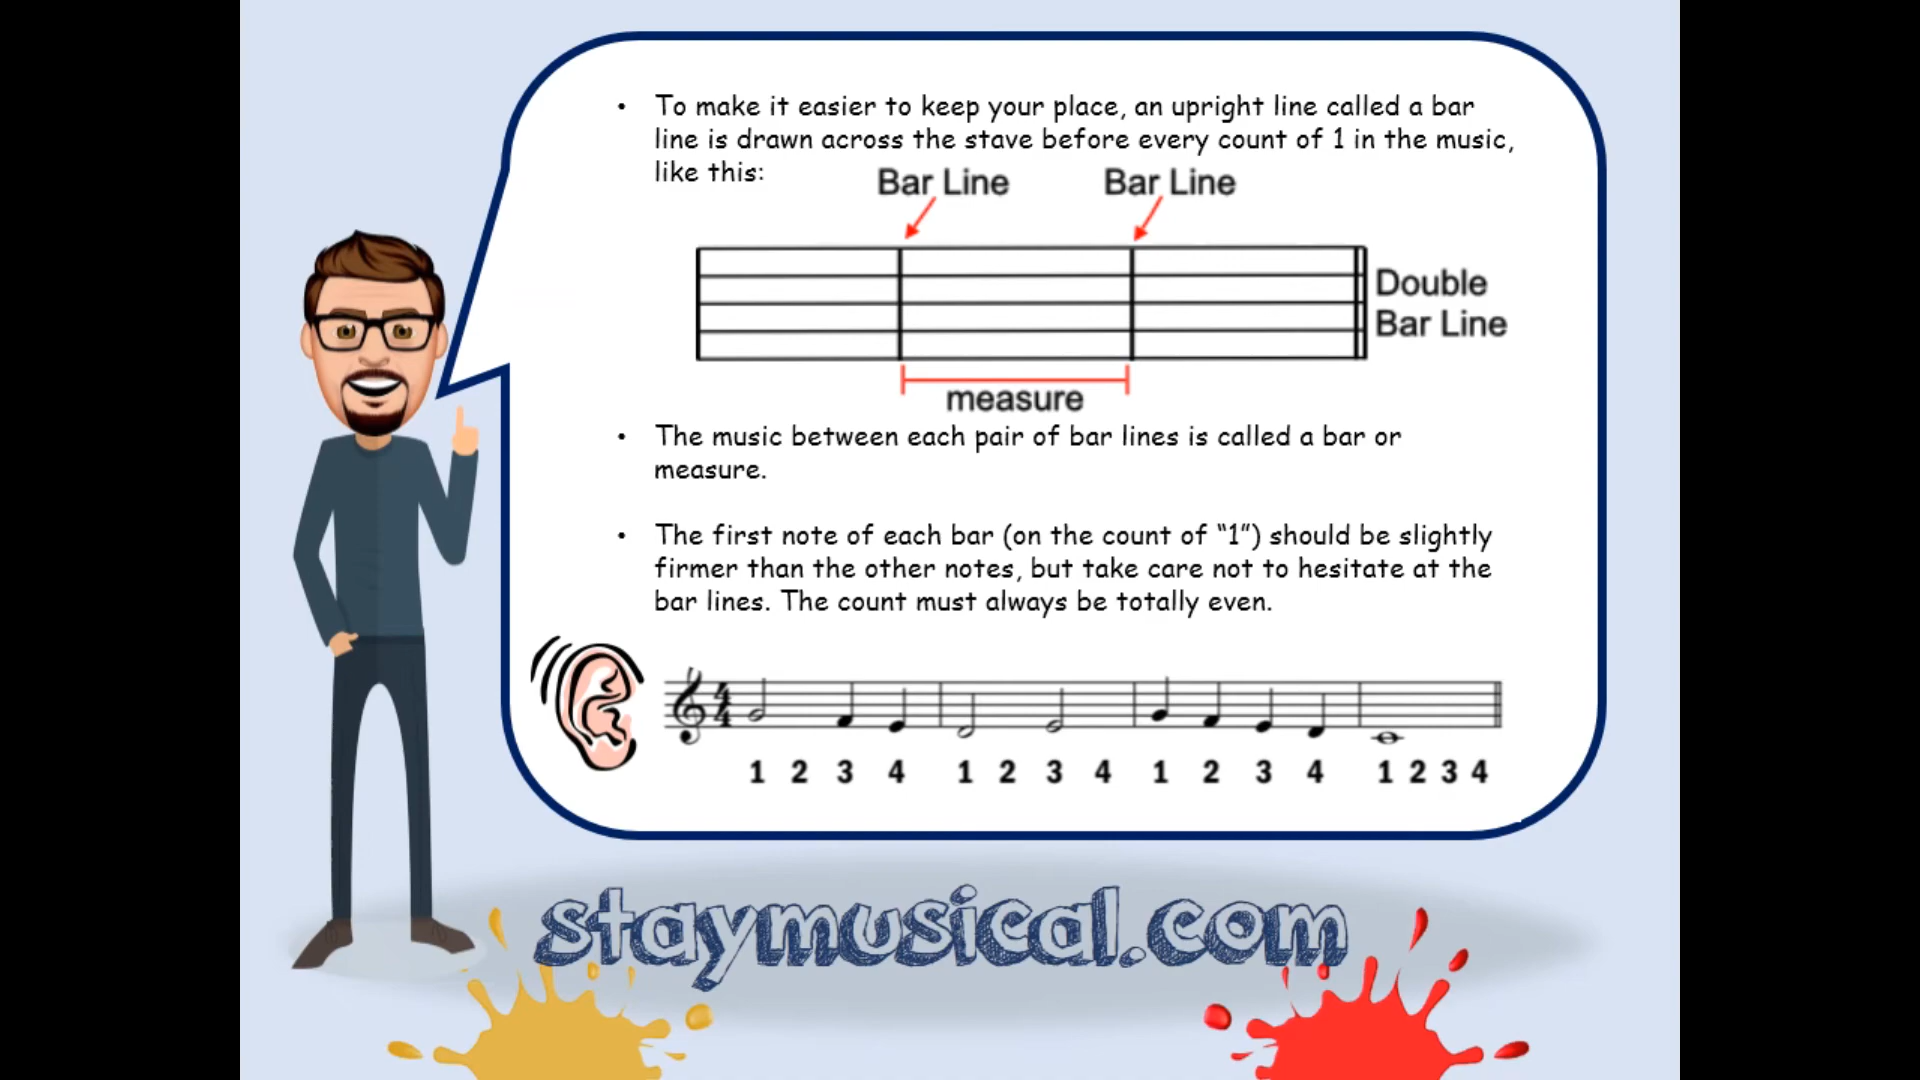 • To make it easier to keep your place, an upright line called a bar
line is drawn across the stave before every count of 1 in the music,
like this:
Bar Line Bar Line
Double
Bar Line
measure
• The music between each pair of bar lines is called a bar or
measure.
• The first note of each bar (on the count of “1”) should be slightly
firmer than the other notes, but take care not to hesitate at the
bar lines. The count must always be totally even.
4
4
1 2 3 4 1 2 3 4 1 2 3 4 1 2 3 4
staymusical.com